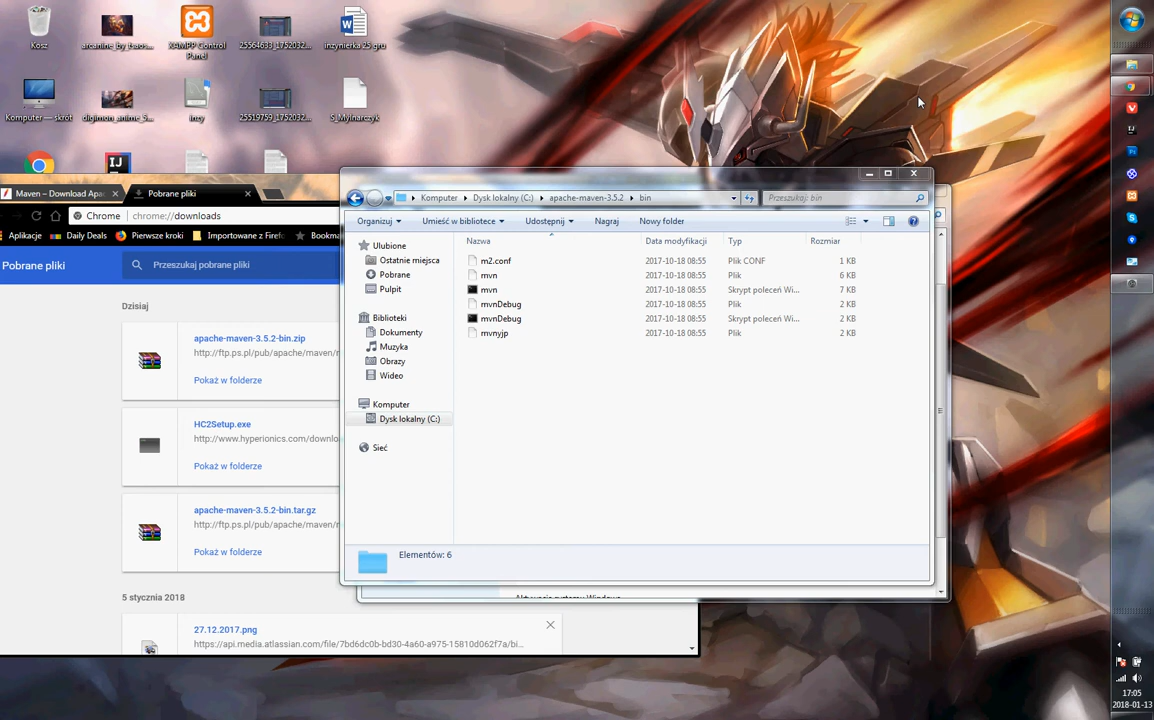 Kosz
XAMPP Control
Panel
25564633_1752032...
inżynierka 25 gru
Komputer — skrót
digimon_anime_S...
25519759_1752032...
S_Mlynarczyk
Maven – Download Apac
Pobrane pliki
Chrome
chrome://downloads
Aplikacje
Daily Deals
Pierwsze kroki
Importowane z Firef
Bookma
Pobrane pliki
Przeszukaj pobrane pliki
Dzisiaj
apache-maven-3.5.2-bin.zip
http://ftp.ps.pl/pub/apache/maven/
Pokaż w folderze
HC2Setup.exe
http://www.hyperionics.com/downlo
Pokaż w folderze
apache-maven-3.5.2-bin.tar.gz
http://ftp.ps.pl/pub/apache/maven/
Pokaż w folderze
5 stycznia 2018
27.12.2017.png
https://api.media.atlassian.com/file/7bd6dc0b-bd30-4a60-a975-15810d062f7a/bi...
Komputer
Dysk lokalny (C:)
apache-maven-3.5.2
bin
Przeszukaj: bin
Organizuj
Umieść w bibliotece
Udostępnij
Nagraj
Nowy folder
Nazwa
Data modyfikacji
Typ
Rozmiar
Ulubione
Ostatnie miejsca
Pobrane
Pulpit
Biblioteki
Dokumenty
Muzyka
Obrazy
Wideo
Komputer
Dysk lokalny (C:)
Sieć
m2.conf 2017-10-18 08:55 Plik CONF 1 KB
mvn 2017-10-18 08:55 Plik 6 KB
mvn 2017-10-18 08:55 Skrypt poleceń Wi... 7 KB
mvnDebug 2017-10-18 08:55 Plik 2 KB
mvnDebug 2017-10-18 08:55 Skrypt poleceń Wi... 2 KB
mvnyjp 2017-10-18 08:55 Plik 2 KB
Elementów: 6
17:05
2018-01-13